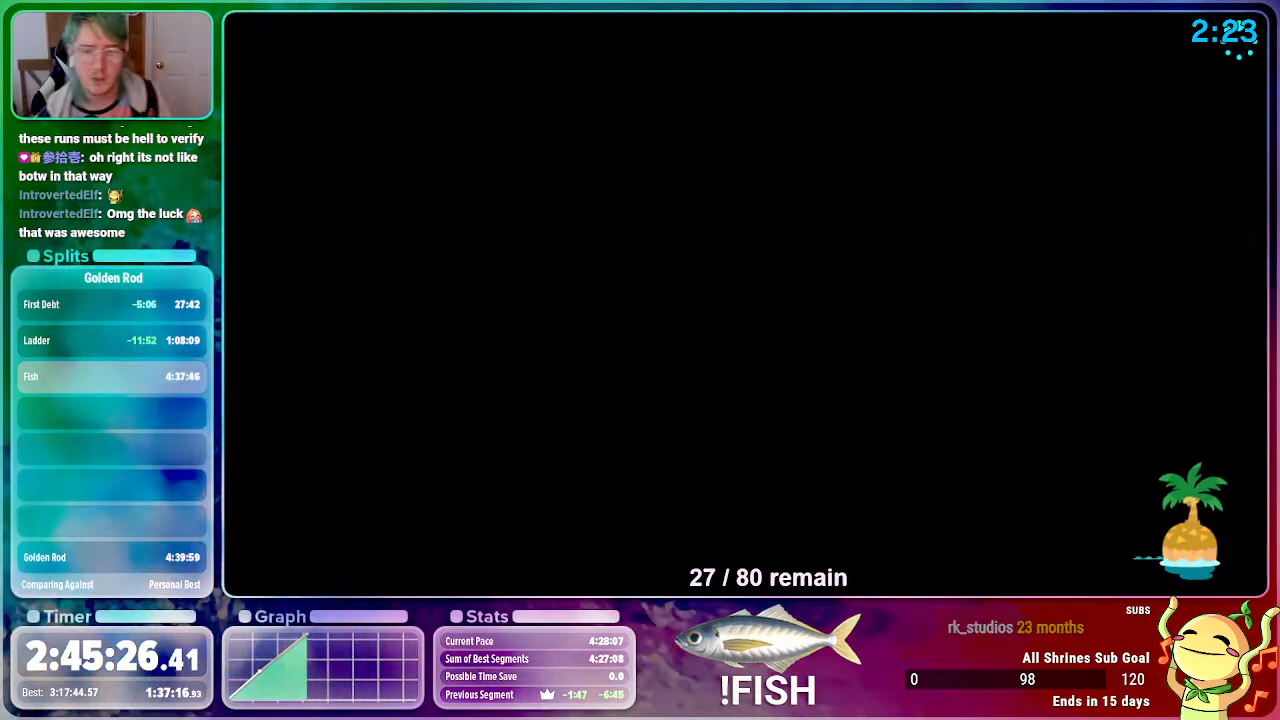 2:23
these runs must be hell to verify
参拾壱: oh right its not like
botw in that way
IntrovertedElf:
IntrovertedElf: Omg the luck
that was awesome
Splits
Golden Rod
First Debt -5:06 27:42
Ladder -11:52 1:08:09
Fish 4:37:46
Golden Rod 4:39:59
Comparing Against Personal Best
27 / 80 remain
Timer
2:45:26.41
Best: 3:17:44.57 1:37:16.93
Graph
Stats
Current Pace 4:28:07
Sum of Best Segments 4:27:08
Possible Time Save 0.0
Previous Segment -1:47 -6:45
!FISH
SUBS
rk_studios 23 months
All Shrines Sub Goal
0 98 120
Ends in 15 days